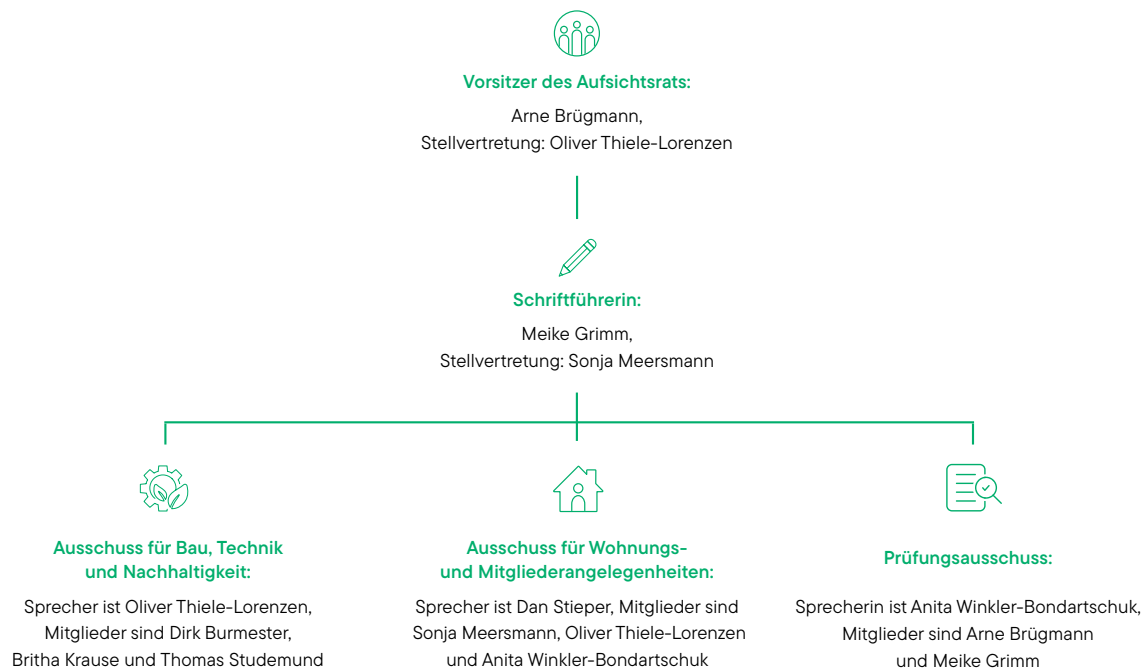 Vorsitzer des Aufsichtsrats:
Arne Brügmann,
Stellvertretung: Oliver Thiele-Lorenzen
Schriftführerin:
Meike Grimm,
Stellvertretung: Sonja Meersmann
Ausschuss für Bau, Technik
und Nachhaltigkeit:
Sprecher ist Oliver Thiele-Lorenzen,
Mitglieder sind Dirk Burmester,
Britha Krause und Thomas Studemund
Ausschuss für Wohnungs-
und Mitgliederangelegenheiten:
Sprecher ist Dan Stieper, Mitglieder sind
Sonja Meersmann, Oliver Thiele-Lorenzen
und Anita Winkler-Bondartschuk
Prüfungsausschuss:
Sprecherin ist Anita Winkler-Bondartschuk,
Mitglieder sind Arne Brügmann
und Meike Grimm